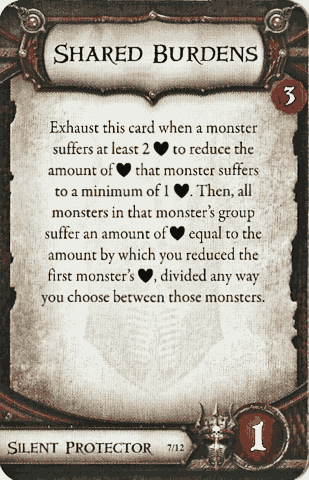 SHARED BURDENS
3
Exhaust this card when a monster
suffers at least 2 ♥ to reduce the
amount of ♥ that monster suffers
to a minimum of 1 ♥. Then, all
monsters in that monster's group
suffer an amount of ♥ equal to the
amount by which you reduced the
first monster's ♥, divided any way
you choose between those monsters.
SILENT PROTECTOR 7/12
1